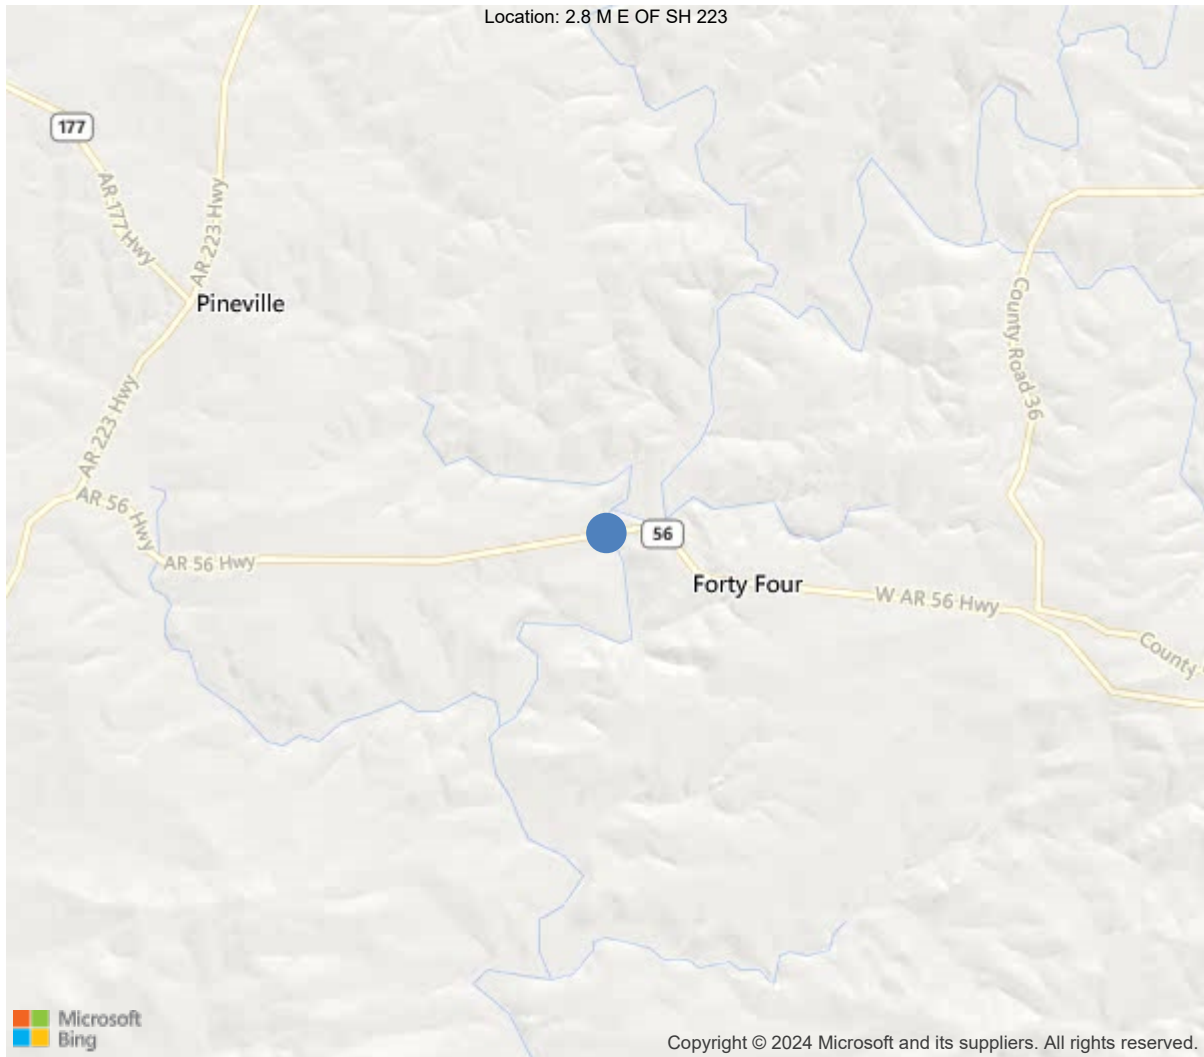 Location: 2.8 M E OF SH 223
177
AR 177 Hwy
AR 223 Hwy
Pineville
County Road 36
AR 223 Hwy
AR 56 Hwy
AR 56 Hwy
56
Forty Four
W AR 56 Hwy
County
Microsoft
Bing
Copyright © 2024 Microsoft and its suppliers. All rights reserved.